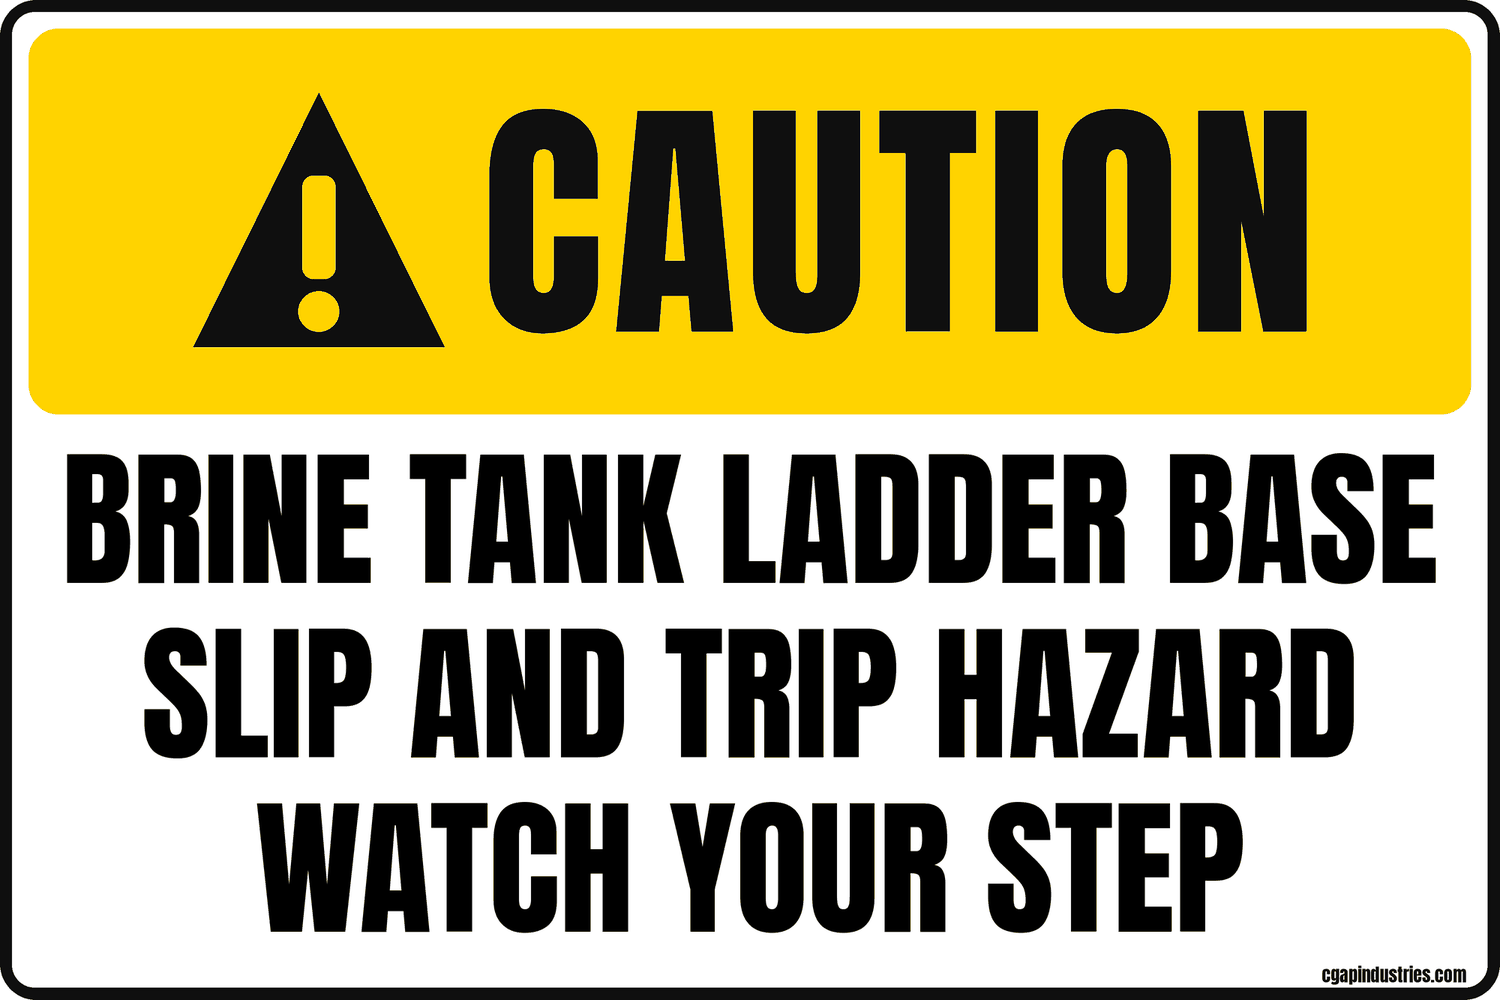 CAUTION
BRINE TANK LADDER BASE
SLIP AND TRIP HAZARD
WATCH YOUR STEP
cgapindustries.com